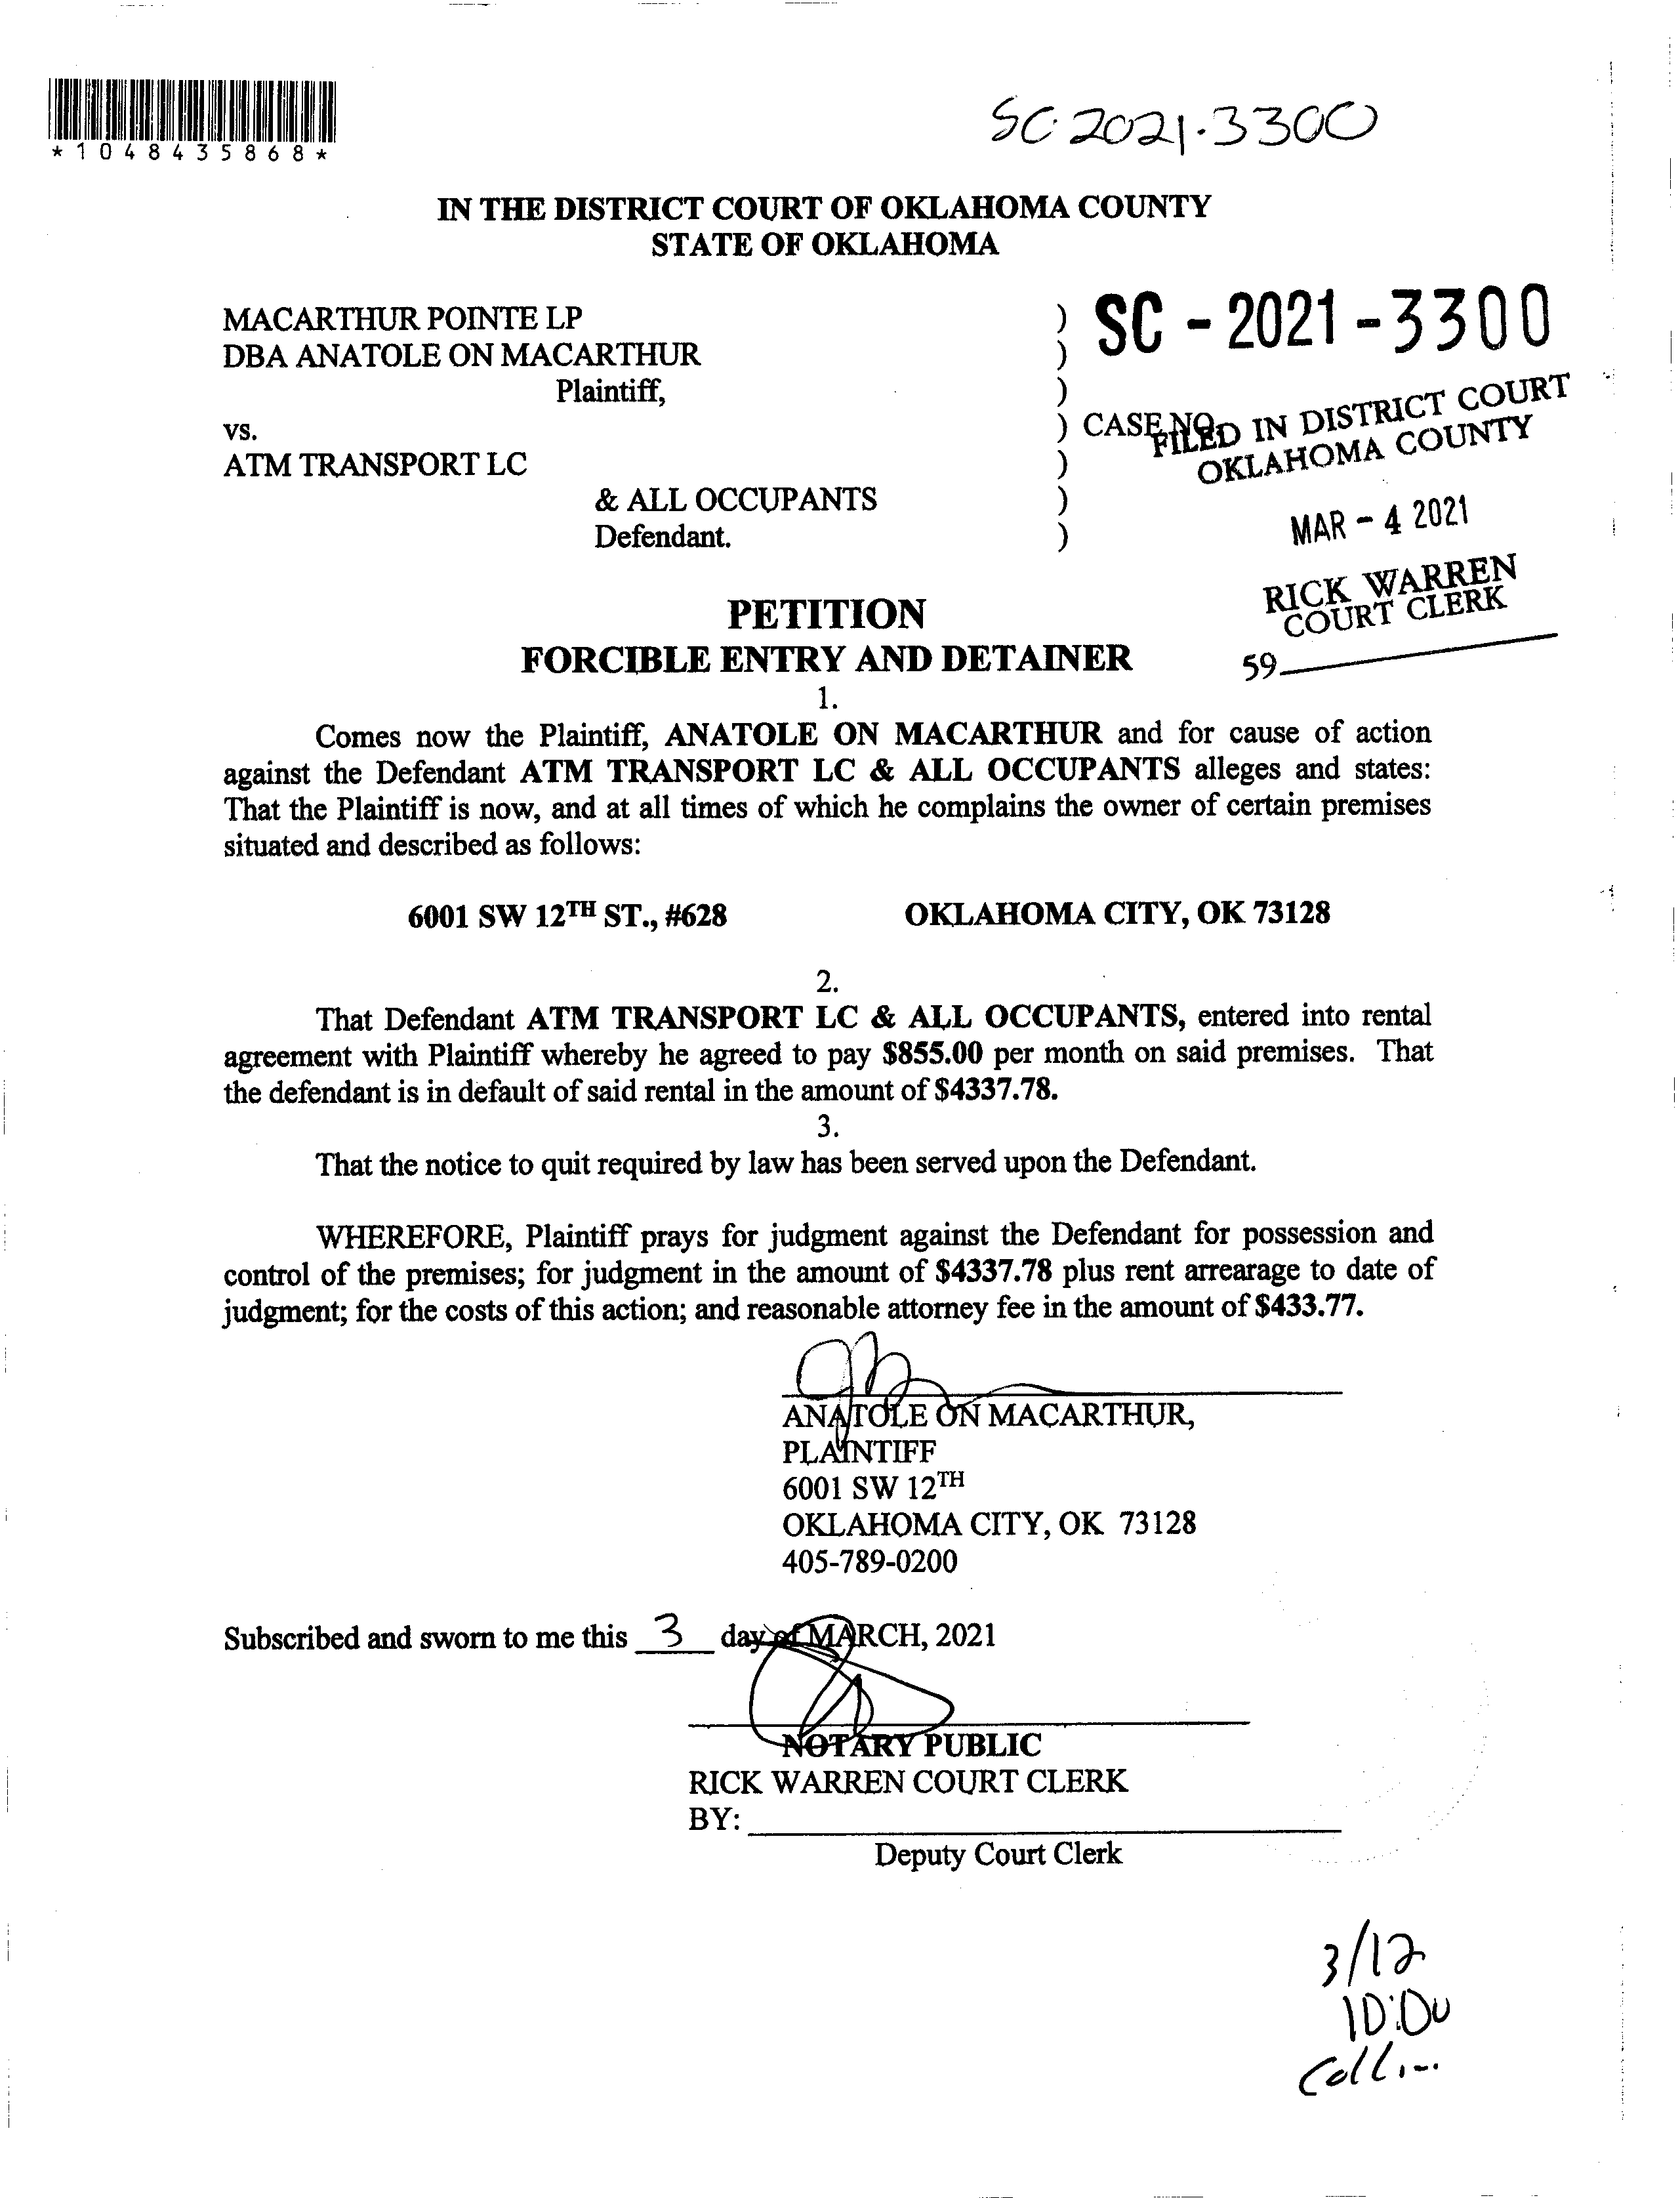 *1048435868*
SC-2021-3300
IN THE DISTRICT COURT OF OKLAHOMA COUNTY
STATE OF OKLAHOMA
MACARTHUR POINTE LP ) SC - 2021 - 3300
DBA ANATOLE ON MACARTHUR )
Plaintiff, )
vs. ) CASE NO.
FILED IN DISTRICT COURT
OKLAHOMA COUNTY
ATM TRANSPORT LC )
& ALL OCCUPANTS )
Defendant. )
MAR - 4 2021
RICK WARREN
COURT CLERK
59
PETITION
FORCIBLE ENTRY AND DETAINER
1.
Comes now the Plaintiff, ANATOLE ON MACARTHUR and for cause of action
against the Defendant ATM TRANSPORT LC & ALL OCCUPANTS alleges and states:
That the Plaintiff is now, and at all times of which he complains the owner of certain premises
situated and described as follows:
6001 SW 12TH ST., #628 OKLAHOMA CITY, OK 73128
2.
That Defendant ATM TRANSPORT LC & ALL OCCUPANTS, entered into rental
agreement with Plaintiff whereby he agreed to pay $855.00 per month on said premises. That
the defendant is in default of said rental in the amount of $4337.78.
3.
That the notice to quit required by law has been served upon the Defendant.
WHEREFORE, Plaintiff prays for judgment against the Defendant for possession and
control of the premises; for judgment in the amount of $4337.78 plus rent arrearage to date of
judgment; for the costs of this action; and reasonable attorney fee in the amount of $433.77.
ANATOLE ON MACARTHUR,
PLAINTIFF
6001 SW 12TH
OKLAHOMA CITY, OK 73128
405-789-0200
Subscribed and sworn to me this 3 day of MARCH, 2021
NOTARY PUBLIC
RICK WARREN COURT CLERK
BY:
Deputy Court Clerk
3/12
10:00